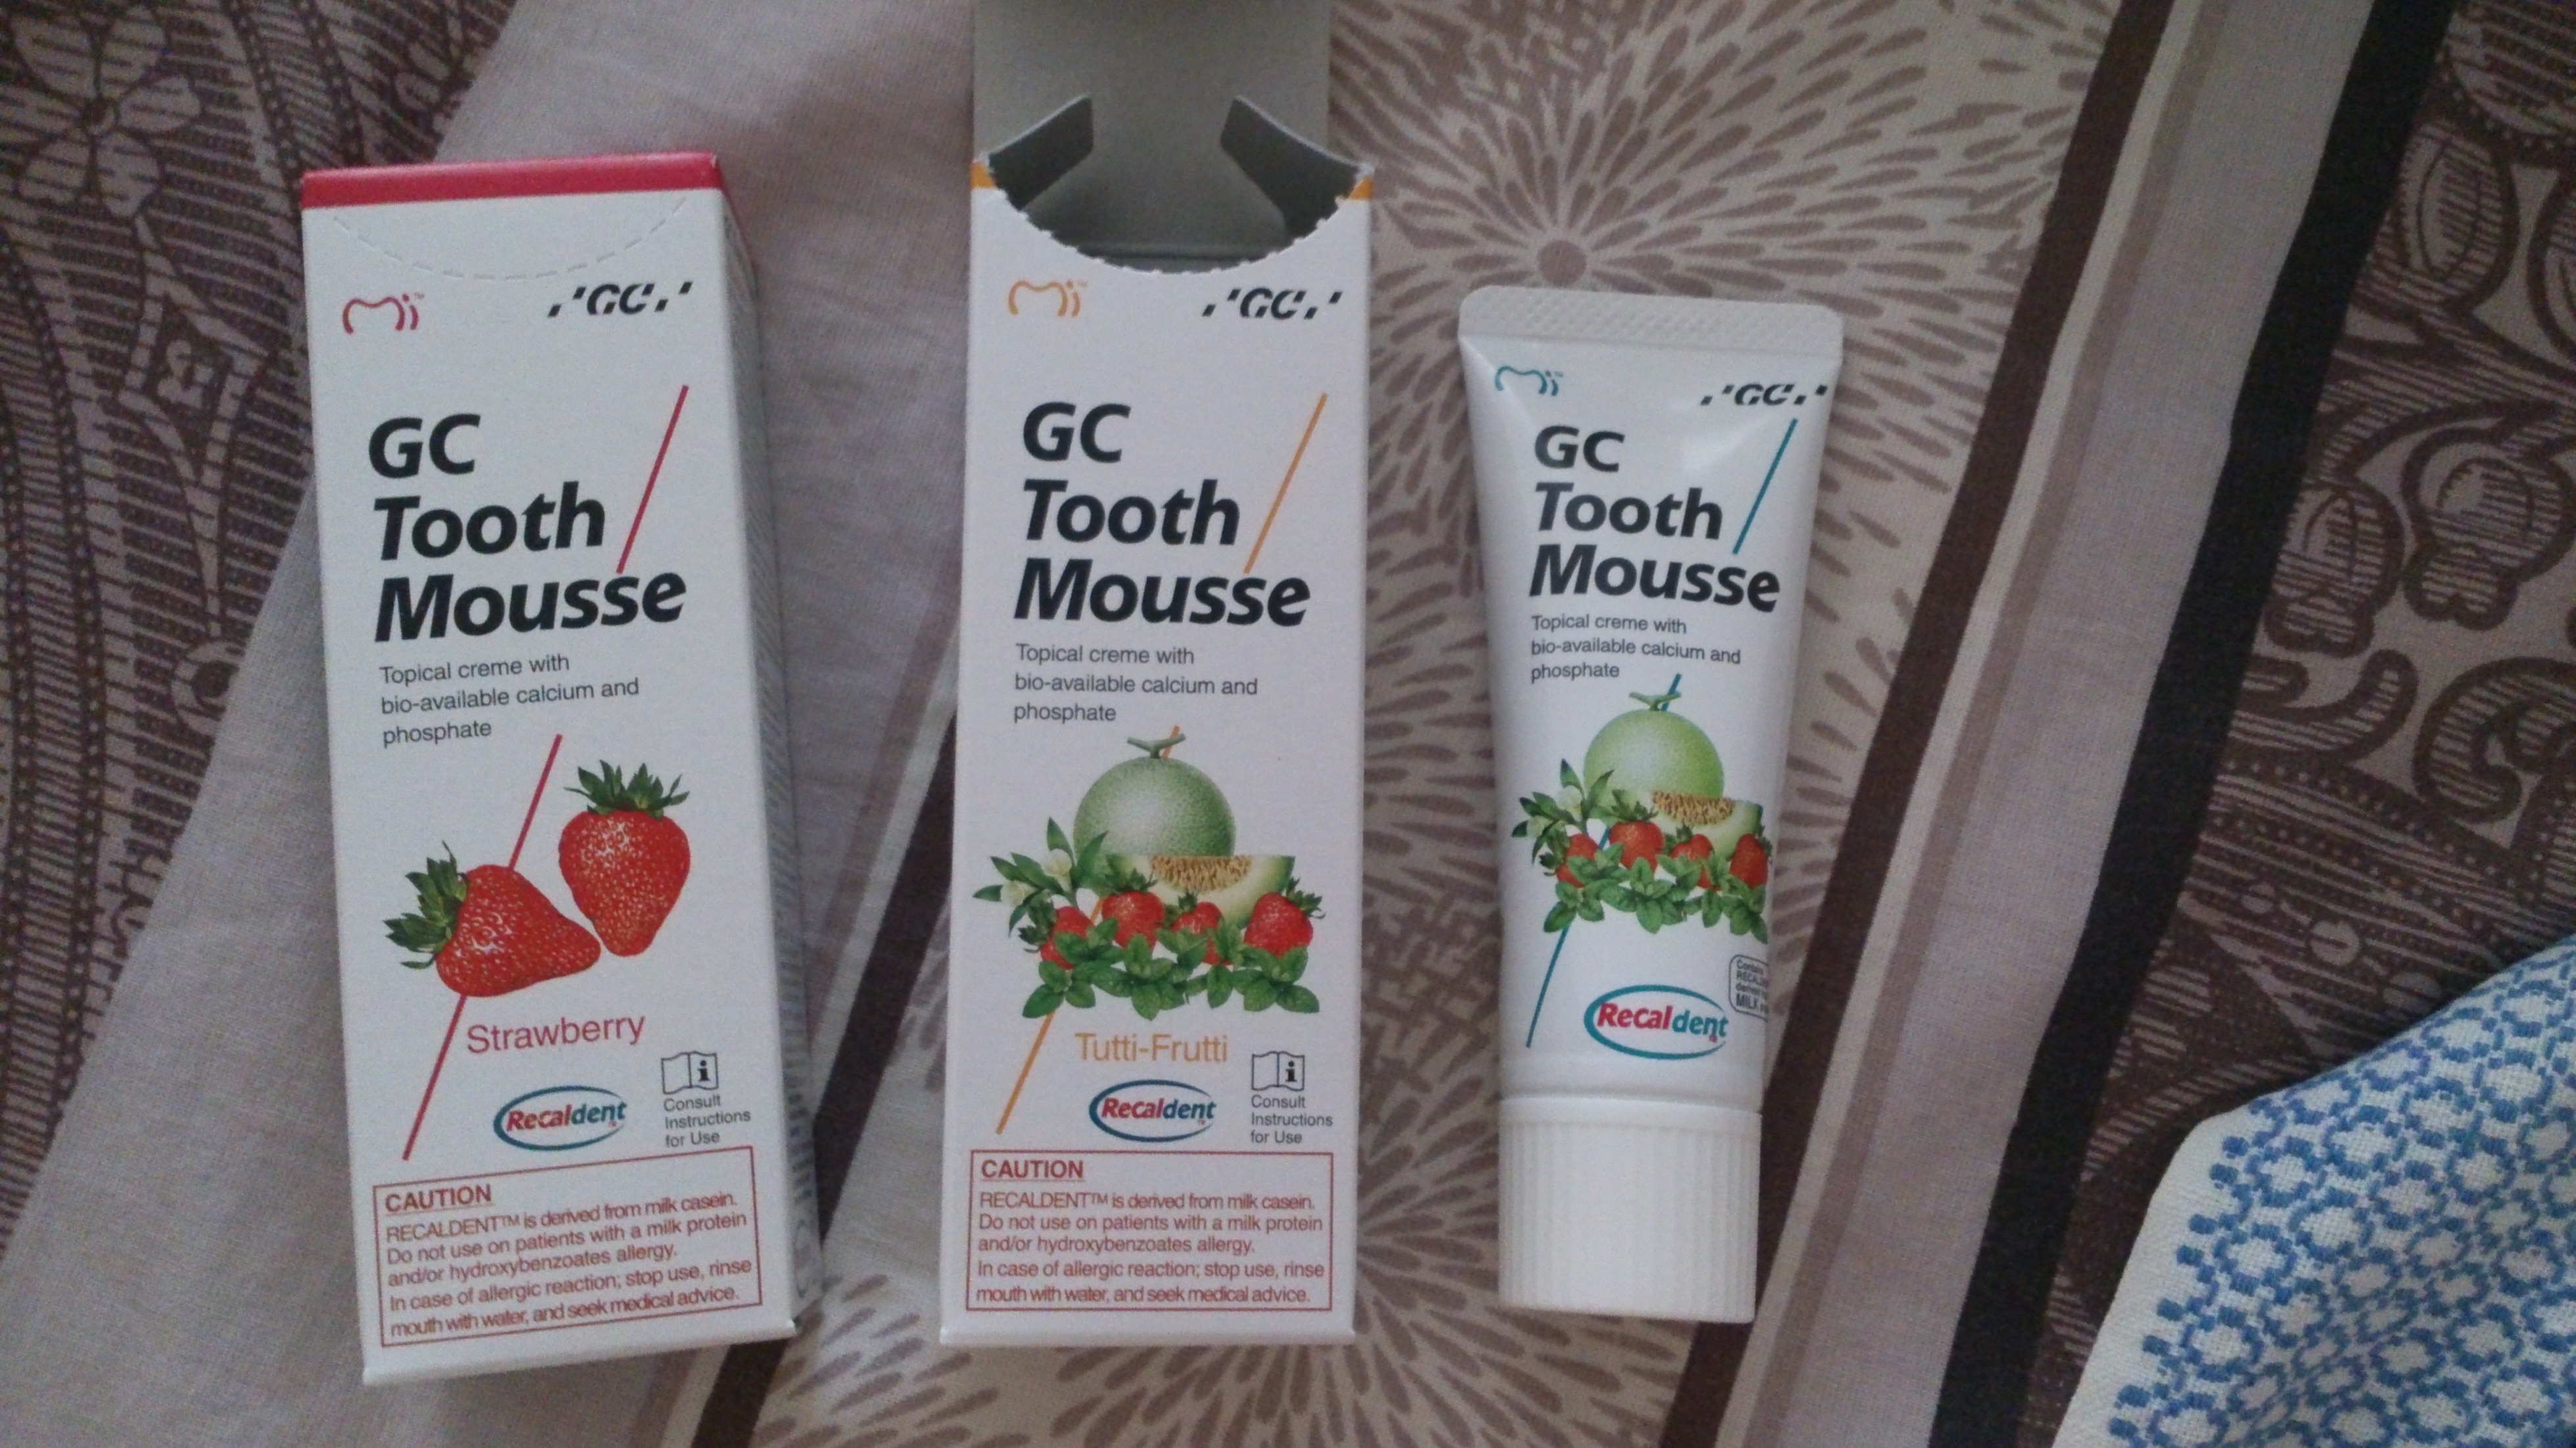 Mi™ GC
GC
Tooth
Mousse
Topical creme with
bio-available calcium and
phosphate
Strawberry
Recaldent
Consult
Instructions
for Use
CAUTION
RECALDENT™ is derived from milk casein.
Do not use on patients with a milk protein
and/or hydroxybenzoates allergy.
In case of allergic reaction; stop use, rinse
mouth with water, and seek medical advice.
Mi™ GC
GC
Tooth
Mousse
Topical creme with
bio-available calcium and
phosphate
Tutti-Frutti
Recaldent
Consult
Instructions
for Use
CAUTION
RECALDENT™ is derived from milk casein.
Do not use on patients with a milk protein
and/or hydroxybenzoates allergy.
In case of allergic reaction; stop use, rinse
mouth with water, and seek medical advice.
Mi™ GC
GC
Tooth
Mousse
Topical creme with
bio-available calcium and
phosphate
MILK
Recaldent